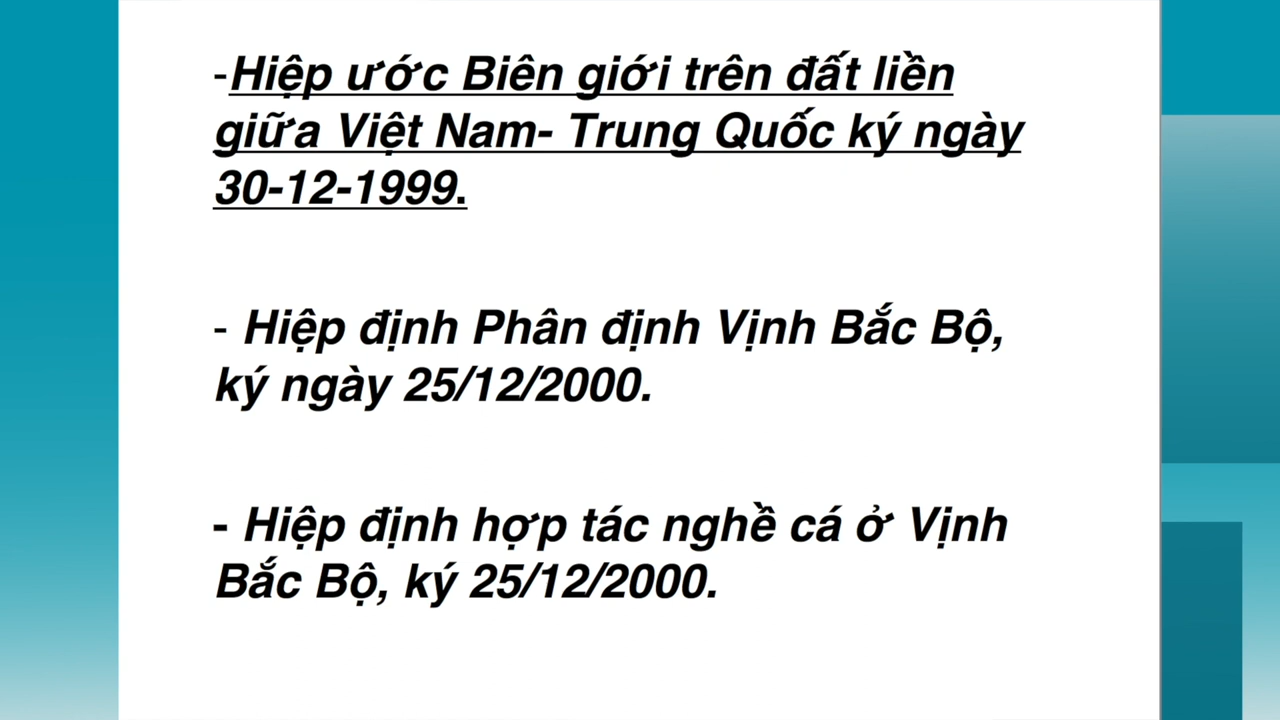 -Hiệp ước Biên giới trên đất liền
giữa Việt Nam- Trung Quốc ký ngày
30-12-1999.
- Hiệp định Phân định Vịnh Bắc Bộ,
ký ngày 25/12/2000.
- Hiệp định hợp tác nghề cá ở Vịnh
Bắc Bộ, ký 25/12/2000.